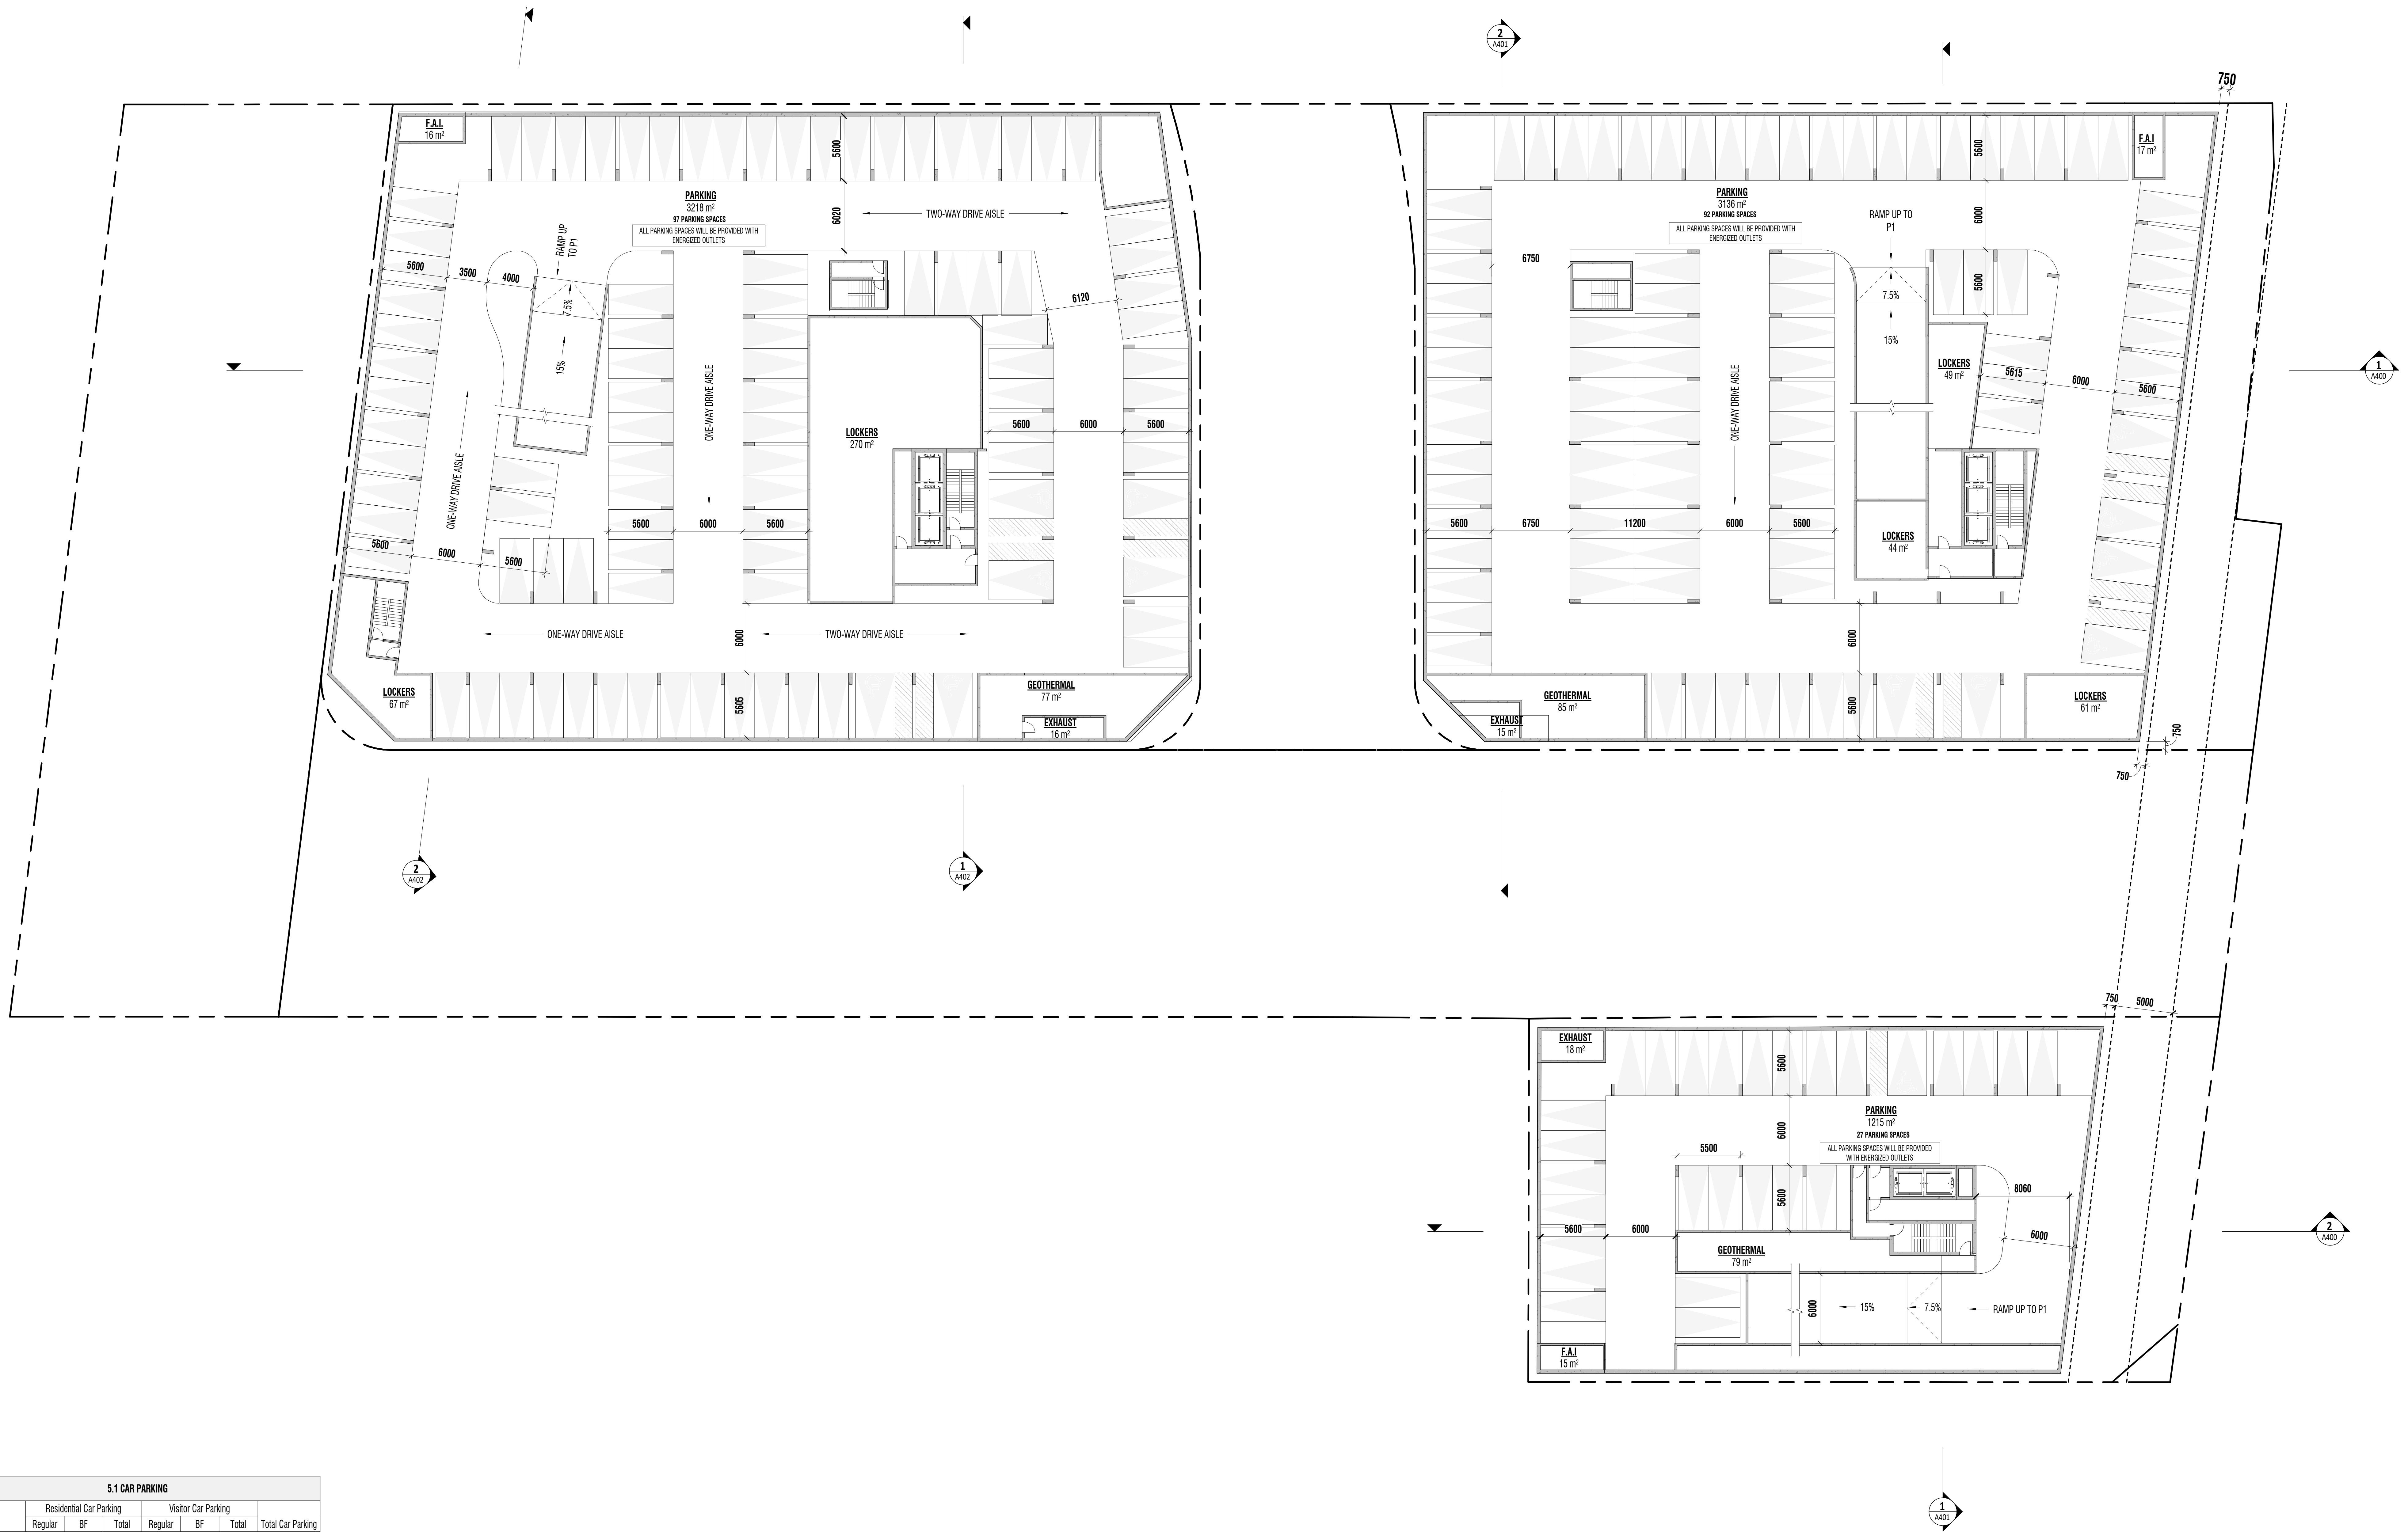 2
A401
750
F.A.I.
16 m²
5600
PARKING
3218 m²
97 PARKING SPACES
ALL PARKING SPACES WILL BE PROVIDED WITH
ENERGIZED OUTLETS
6020
TWO-WAY DRIVE AISLE
RAMP UP
TO P1
5600
3500
4000
7.5%
15%
6120
ONE-WAY DRIVE AISLE
ONE-WAY DRIVE AISLE
LOCKERS
270 m²
5600
6000
5600
5600
6000
5600
5600
6000
5600
ONE-WAY DRIVE AISLE
TWO-WAY DRIVE AISLE
6000
5605
LOCKERS
67 m²
GEOTHERMAL
77 m²
EXHAUST
16 m²
F.A.I
17 m²
5600
PARKING
3136 m²
92 PARKING SPACES
ALL PARKING SPACES WILL BE PROVIDED WITH
ENERGIZED OUTLETS
RAMP UP TO
P1
6000
6750
5600
7.5%
15%
LOCKERS
49 m²
5615
6000
5600
ONE-WAY DRIVE AISLE
5600
6750
11200
6000
5600
LOCKERS
44 m²
6000
5600
GEOTHERMAL
85 m²
EXHAUST
15 m²
LOCKERS
61 m²
750
750
1
A400
2
A402
1
A402
750
5000
EXHAUST
18 m²
5600
PARKING
1215 m²
27 PARKING SPACES
ALL PARKING SPACES WILL BE PROVIDED
WITH ENERGIZED OUTLETS
6000
5500
5600
8060
5600
6000
6000
GEOTHERMAL
79 m²
6000
15%
7.5%
RAMP UP TO P1
F.A.I
15 m²
2
A400
1
A401
5.1 CAR PARKING
Residential Car Parking
Visitor Car Parking
Regular
BF
Total
Regular
BF
Total
Total Car Parking